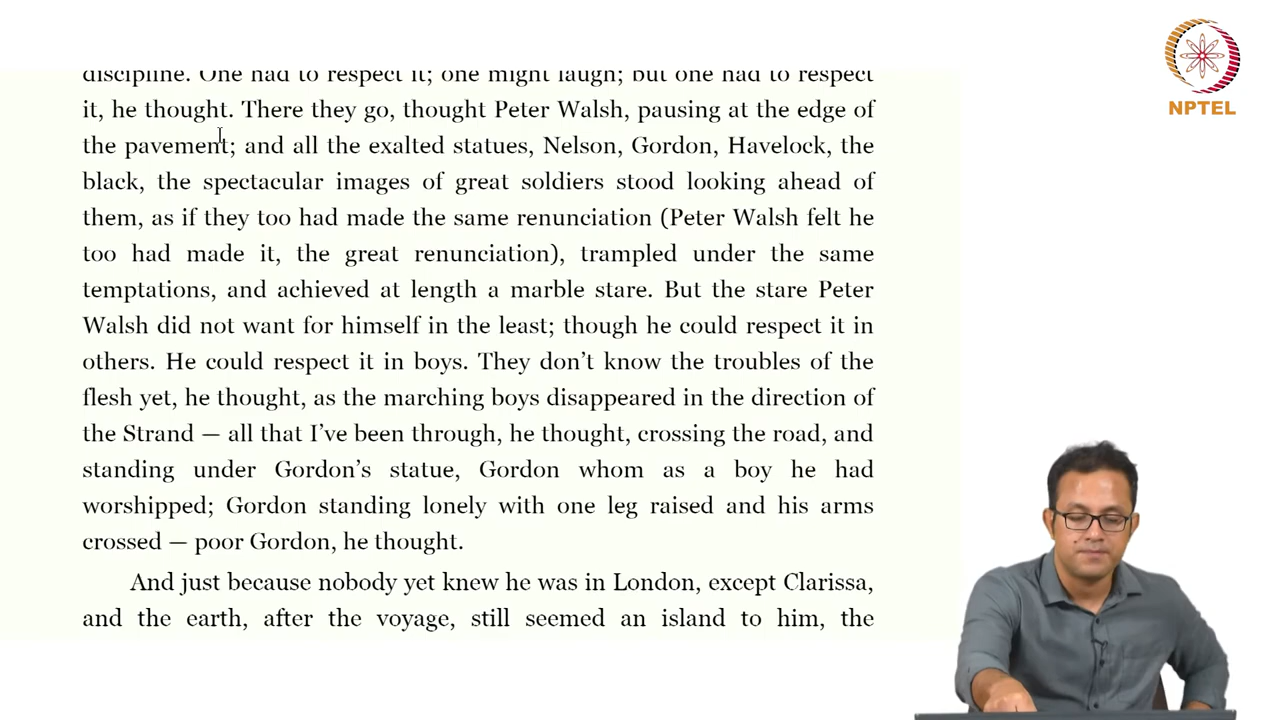 discipline. One had to respect it; one might laugh; but one had to respect
it, he thought. There they go, thought Peter Walsh, pausing at the edge of
the pavement; and all the exalted statues, Nelson, Gordon, Havelock, the
black, the spectacular images of great soldiers stood looking ahead of
them, as if they too had made the same renunciation (Peter Walsh felt he
too had made it, the great renunciation), trampled under the same
temptations, and achieved at length a marble stare. But the stare Peter
Walsh did not want for himself in the least; though he could respect it in
others. He could respect it in boys. They don’t know the troubles of the
flesh yet, he thought, as the marching boys disappeared in the direction of
the Strand — all that I’ve been through, he thought, crossing the road, and
standing under Gordon’s statue, Gordon whom as a boy he had
worshipped; Gordon standing lonely with one leg raised and his arms
crossed — poor Gordon, he thought.
And just because nobody yet knew he was in London, except Clarissa,
and the earth, after the voyage, still seemed an island to him, the
NPTEL